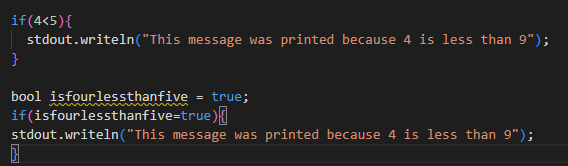 if(4<5){
stdout.writeln("This message was printed because 4 is less than 9");
}
bool isfourlessthanfive = true;
if(isfourlessthanfive=true){
stdout.writeln("This message was printed because 4 is less than 9");
}